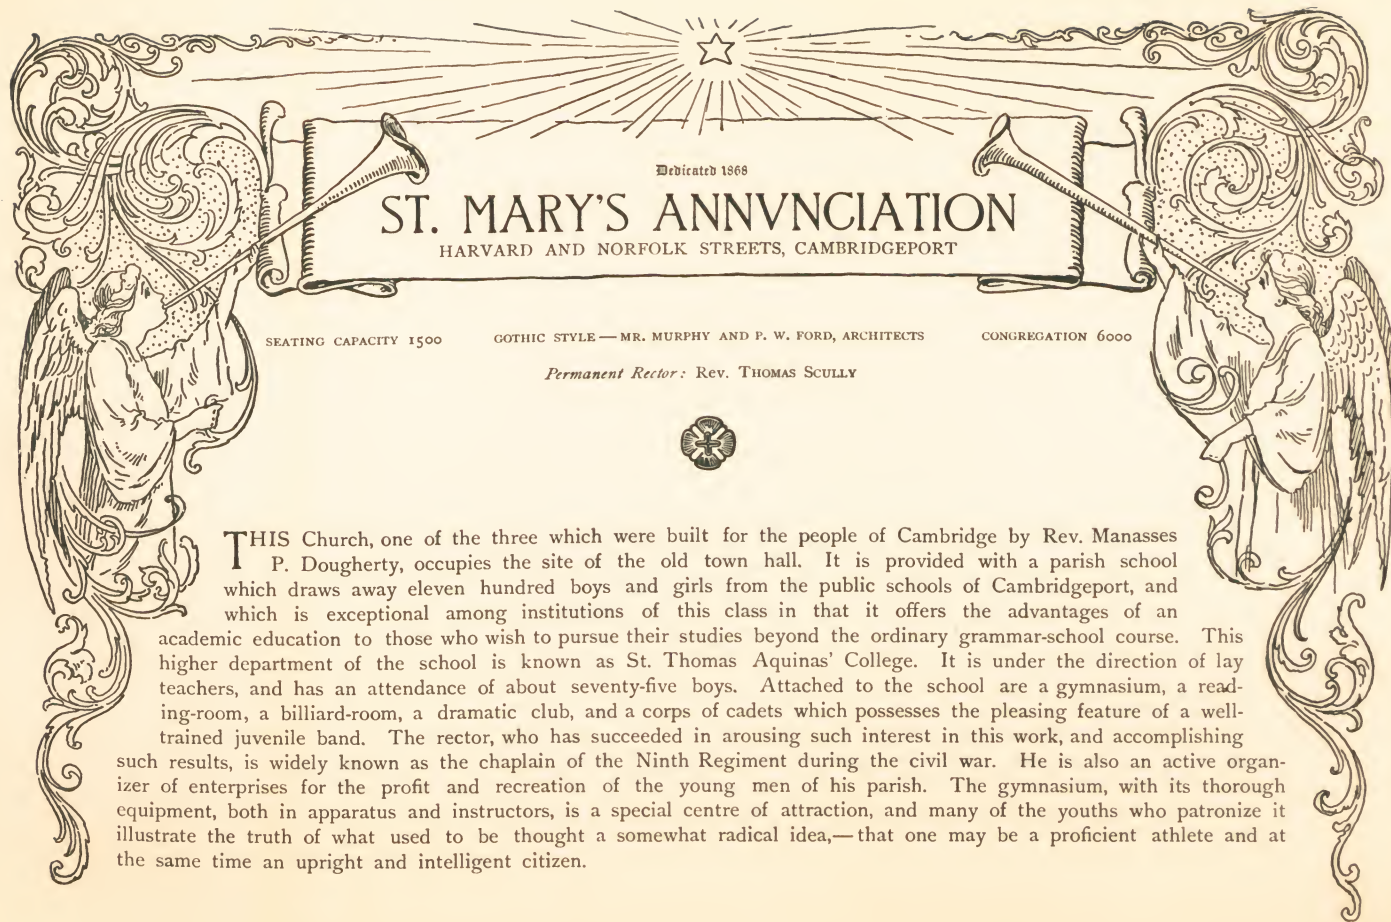 Dedicated 1868
ST. MARY'S ANNVNCIATION
HARVARD AND NORFOLK STREETS, CAMBRIDGEPORT
SEATING CAPACITY 1500 GOTHIC STYLE — MR. MURPHY AND P. W. FORD, ARCHITECTS CONGREGATION 6000
Permanent Rector: Rev. Thomas Scully
THIS Church, one of the three which were built for the people of Cambridge by Rev. Manasses
P. Dougherty, occupies the site of the old town hall. It is provided with a parish school
which draws away eleven hundred boys and girls from the public schools of Cambridgeport, and
which is exceptional among institutions of this class in that it offers the advantages of an
academic education to those who wish to pursue their studies beyond the ordinary grammar-school course. This
higher department of the school is known as St. Thomas Aquinas' College. It is under the direction of lay
teachers, and has an attendance of about seventy-five boys. Attached to the school are a gymnasium, a read-
ing-room, a billiard-room, a dramatic club, and a corps of cadets which possesses the pleasing feature of a well-
trained juvenile band. The rector, who has succeeded in arousing such interest in this work, and accomplishing
such results, is widely known as the chaplain of the Ninth Regiment during the civil war. He is also an active organ-
izer of enterprises for the profit and recreation of the young men of his parish. The gymnasium, with its thorough
equipment, both in apparatus and instructors, is a special centre of attraction, and many of the youths who patronize it
illustrate the truth of what used to be thought a somewhat radical idea,—that one may be a proficient athlete and at
the same time an upright and intelligent citizen.